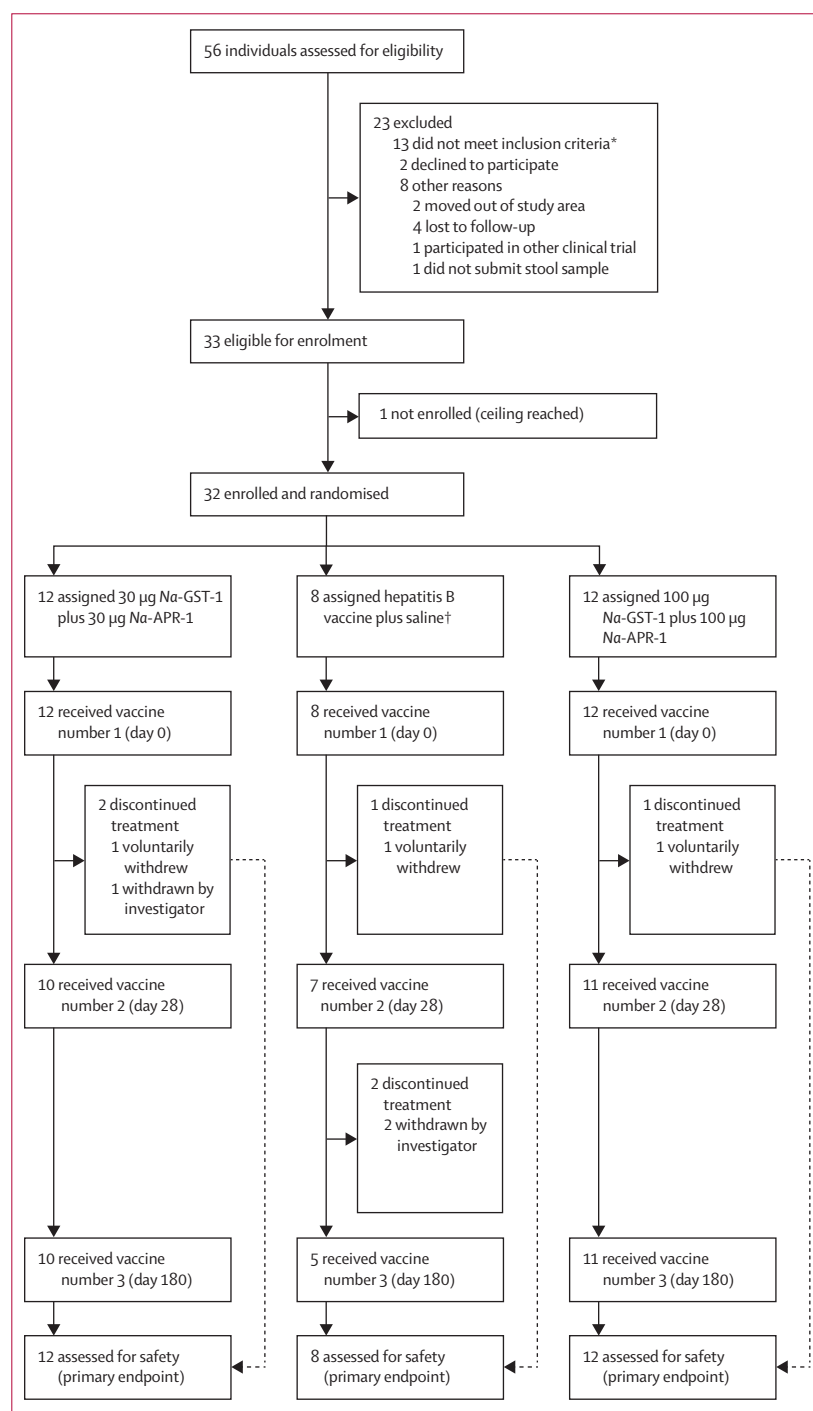 56 individuals assessed for eligibility
23 excluded
13 did not meet inclusion criteria*
2 declined to participate
8 other reasons
2 moved out of study area
4 lost to follow-up
1 participated in other clinical trial
1 did not submit stool sample
33 eligible for enrolment
1 not enrolled (ceiling reached)
32 enrolled and randomised
12 assigned 30 µg Na-GST-1
plus 30 µg Na-APR-1
8 assigned hepatitis B
vaccine plus saline†
12 assigned 100 µg
Na-GST-1 plus 100 µg
Na-APR-1
12 received vaccine
number 1 (day 0)
8 received vaccine
number 1 (day 0)
12 received vaccine
number 1 (day 0)
2 discontinued
treatment
1 voluntarily
withdrew
1 withdrawn by
investigator
1 discontinued
treatment
1 voluntarily
withdrew
1 discontinued
treatment
1 voluntarily
withdrew
10 received vaccine
number 2 (day 28)
7 received vaccine
number 2 (day 28)
11 received vaccine
number 2 (day 28)
2 discontinued
treatment
2 withdrawn by
investigator
10 received vaccine
number 3 (day 180)
5 received vaccine
number 3 (day 180)
11 received vaccine
number 3 (day 180)
12 assessed for safety
(primary endpoint)
8 assessed for safety
(primary endpoint)
12 assessed for safety
(primary endpoint)